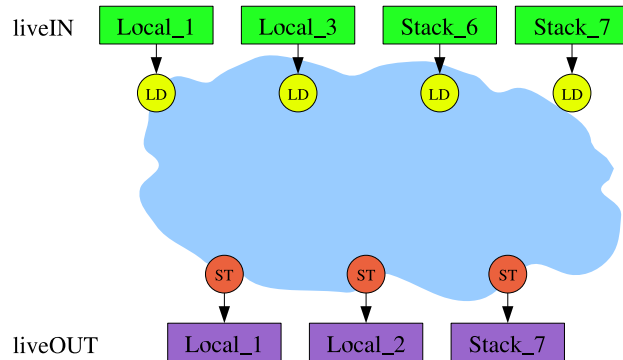 liveIN Local_1 Local_3 Stack_6 Stack_7
LD LD LD LD
ST ST ST
liveOUT Local_1 Local_2 Stack_7